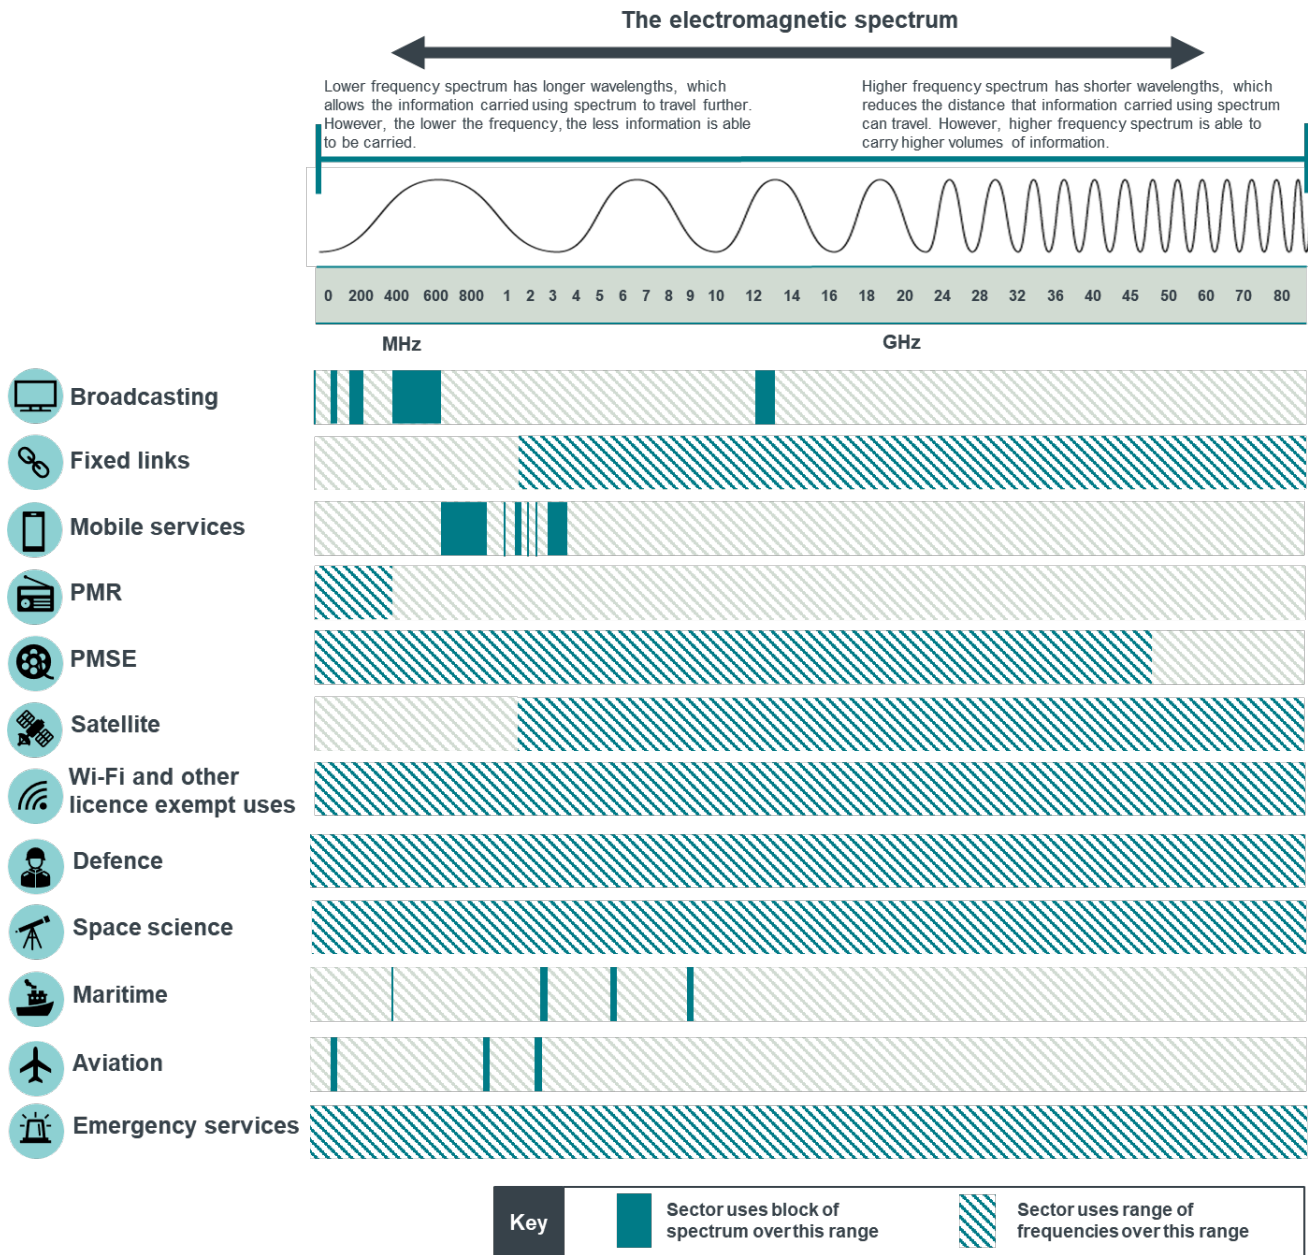 The electromagnetic spectrum
Lower frequency spectrum has longer wavelengths, which
allows the information carried using spectrum to travel further.
However, the lower the frequency, the less information is able
to be carried.
Higher frequency spectrum has shorter wavelengths, which
reduces the distance that information carried using spectrum
can travel. However, higher frequency spectrum is able to
carry higher volumes of information.
0 200 400 600 800 1 2 3 4 5 6 7 8 9 10 12 14 16 18 20 24 28 32 36 40 45 50 60 70 80
MHz GHz
Broadcasting
Fixed links
Mobile services
PMR
PMSE
Satellite
Wi-Fi and other
licence exempt uses
Defence
Space science
Maritime
Aviation
Emergency services
Key
Sector uses block of
spectrum over this range
Sector uses range of
frequencies over this range